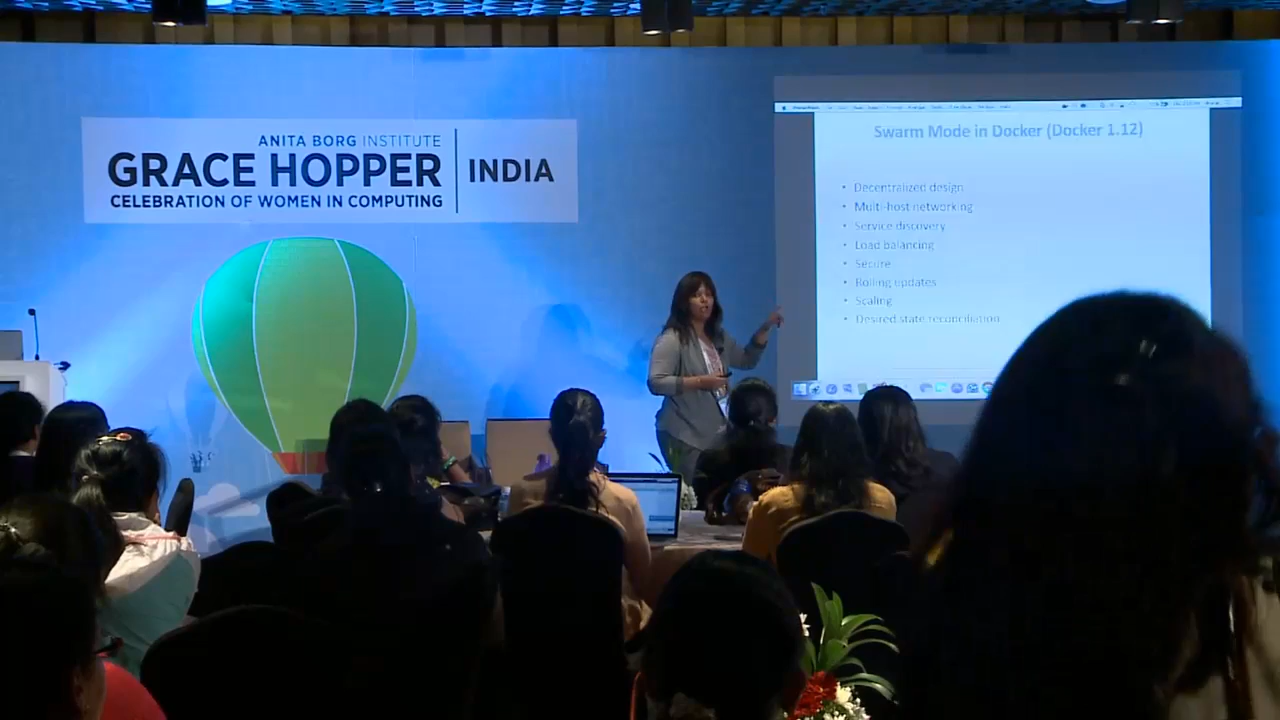 ANITA BORG INSTITUTE
GRACE HOPPER
CELEBRATION OF WOMEN IN COMPUTING
INDIA
Swarm Mode in Docker (Docker 1.12)
• Decentralized design
• Multi-host networking
• Service discovery
• Load balancing
• Secure
• Rolling updates
• Scaling
• Desired state reconciliation